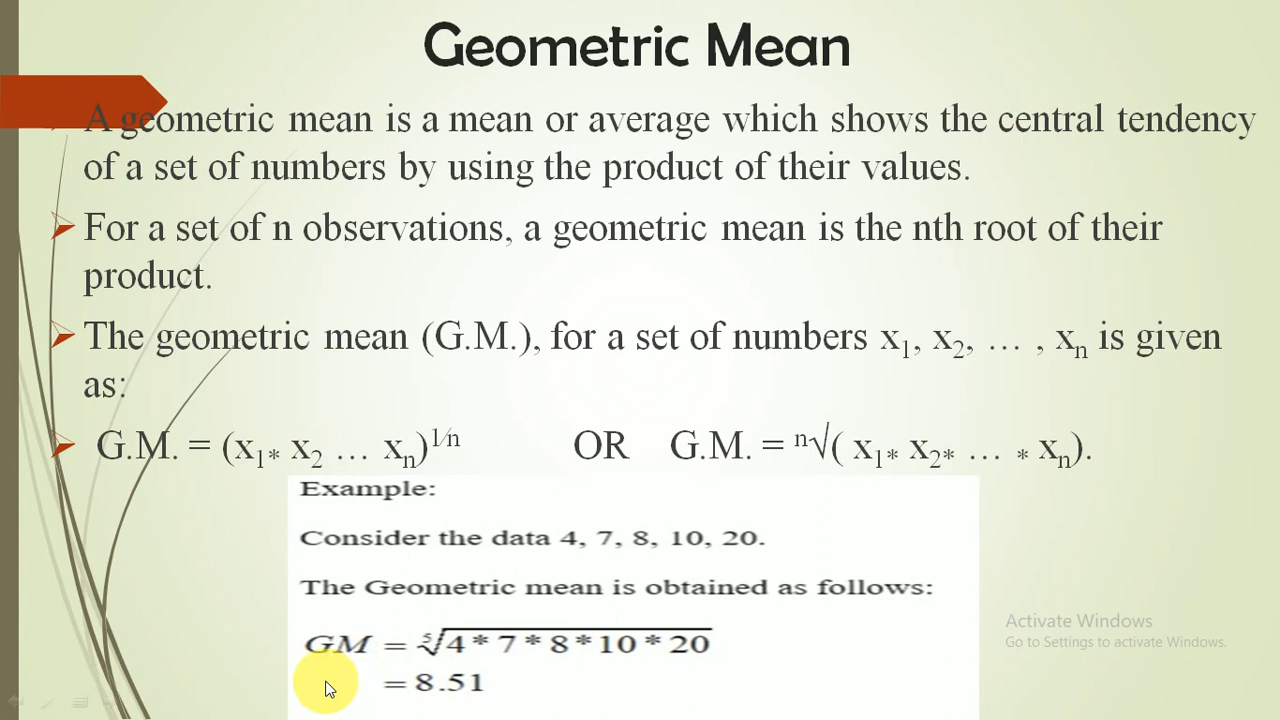 Geometric Mean
A geometric mean is a mean or average which shows the central tendency
of a set of numbers by using the product of their values.
For a set of n observations, a geometric mean is the nth root of their
product.
The geometric mean (G.M.), for a set of numbers x₁, x₂, … , xₙ is given
as:
G.M. = (x₁* x₂ … xₙ)^1⁄n OR G.M. = ⁿ√( x₁* x₂* … * xₙ).
Example:
Consider the data 4, 7, 8, 10, 20.
The Geometric mean is obtained as follows:
GM = ⁵√4 * 7 * 8 * 10 * 20
= 8.51
Activate Windows
Go to Settings to activate Windows.